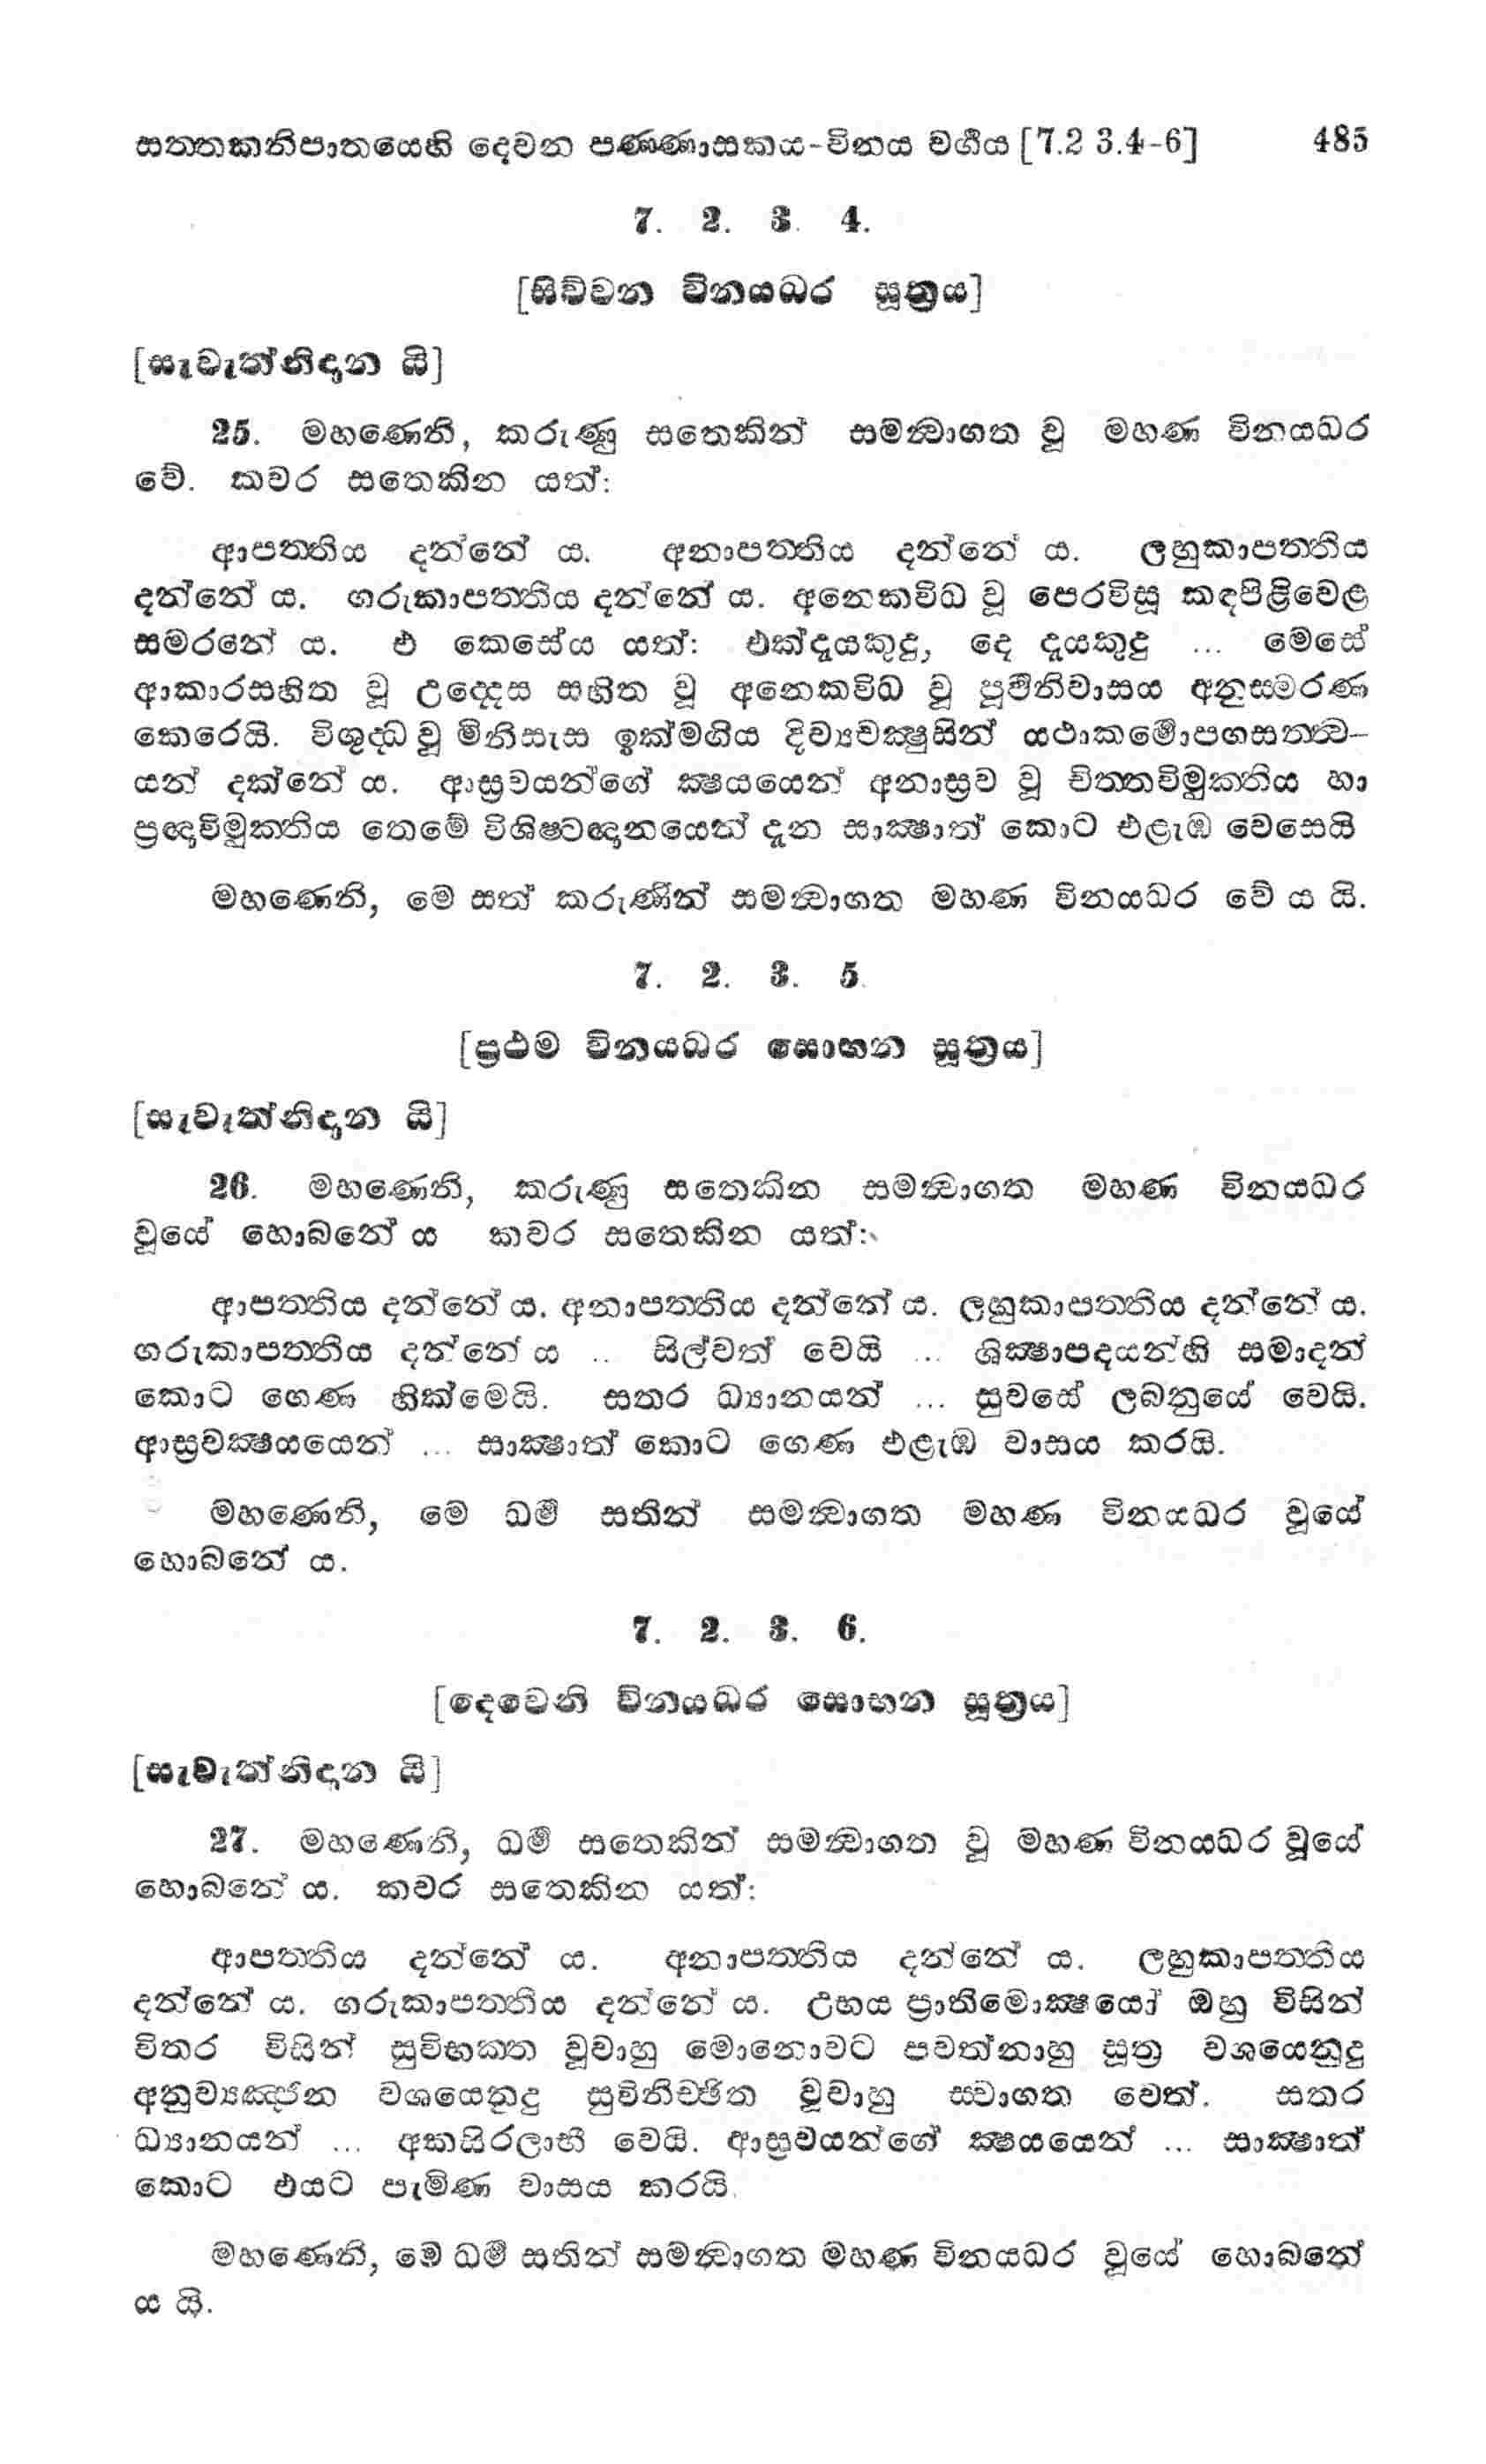 සත්තකනිපාතයෙහි දෙවන පණ්ණාසකය-විනය වර්ගය [7.2 3.4-6] 485
7. 2. 3. 4.
[සිව්වන විනයධර සූත්‍රය]
[සැවැත්නිදාන යි]
25. මහණෙනි, කරුණු සතෙකින් සමන්‍වාගත වූ මහණ විනයධර
වේ. කවර සතෙකින යත්:
ආපත්තිය දන්නේ ය. අනාපත්තිය දන්නේ ය. ලහුකාපත්තිය
දන්නේ ය. ගරුකාපත්තිය දන්නේ ය. අනෙකවිධ වූ පෙරවිසූ කඳපිළිවෙළ
සමරනේ ය. එ කෙසේය යත්: එක්දැයකුදු, දෙ දැයකුදු ... මෙසේ
ආකාරසහිත වූ උද්දෙස සහිත වූ අනෙකවිධ වූ පූර්‍වනිවාසය අනුසමරණ
කෙරෙයි. විශුද්ධ වූ මිනිසැස ඉක්මගිය දිව්‍යචක්‍ෂුසින් යථාකර්‍මොපගසත්ත්‍ව-
යන් දක්නේ ය. ආස්‍රවයන්ගේ ක්‍ෂයයෙන් අනාස්‍රව වූ චිත්තවිමුක්තිය හා
ප්‍රඥාවිමුක්තිය තෙමේ විශිෂ්ටඥානයෙන් දැන සාක්‍ෂාත් කොට එළැඹ වෙසෙයි
මහණෙනි, මෙ සත් කරුණින් සමන්‍වාගත මහණ විනයධර වේ ය යි.
7. 2. 3. 5.
[ප්‍රථම විනයධර සොභන සූත්‍රය]
[සැවැත්නිදාන යි]
26. මහණෙනි, කරුණු සතෙකින සමන්‍වාගත මහණ විනයධර
වූයේ හොබනේ ය කවර සතෙකින යත්:
ආපත්තිය දන්නේ ය. අනාපත්තිය දන්නේ ය. ලහුකාපත්තිය දන්නේ ය.
ගරුකාපත්තිය දන්නේ ය .. සිල්වත් වෙයි ... ශික්‍ෂාපදයන්හි සමාදන්
කොට ගෙණ හික්මෙයි. සතර ධ්‍යානයන් ... සුවසේ ලබනුයේ වෙයි.
ආස්‍රවක්‍ෂයයෙන් ... සාක්‍ෂාත් කොට ගෙණ එළැඹ වාසය කරයි.
මහණෙනි, මෙ ධර්‍ම සතින් සමන්‍වාගත මහණ විනයධර වූයේ
හොබනේ ය.
7. 2. 3. 6.
[දෙවෙනි විනයධර සොභන සූත්‍රය]
[සැවැත්නිදාන යි]
27. මහණෙනි, ධර්‍ම සතෙකින් සමන්‍වාගත වූ මහණ විනයධර වූයේ
හොබනේ ය. කවර සතෙකින යත්:
ආපත්තිය දන්නේ ය. අනාපත්තිය දන්නේ ය. ලහුකාපත්තිය
දන්නේ ය. ගරුකාපත්තිය දන්නේ ය. උභය ප්‍රාතිමොක්‍ෂයෝ ඔහු විසින්
විතර විසින් සුවිභක්ත වූවාහු මොනොවට පවත්නාහු සූත්‍ර වශයෙනුදු
අනුව්‍යඤ්ජන වශයෙනුදු සුවිනිච්ඡිත වූවාහු ස්වාගත වෙත්. සතර
ධ්‍යානයන් ... අකසිරලාභී වෙයි. ආස්‍රවයන්ගේ ක්‍ෂයයෙන් ... සාක්‍ෂාත්
කොට එයට පැමිණ වාසය කරයි.
මහණෙනි, මෙ ධර්‍ම සතින් සමන්‍වාගත මහණ විනයධර වූයේ හොබනේ
ය යි.